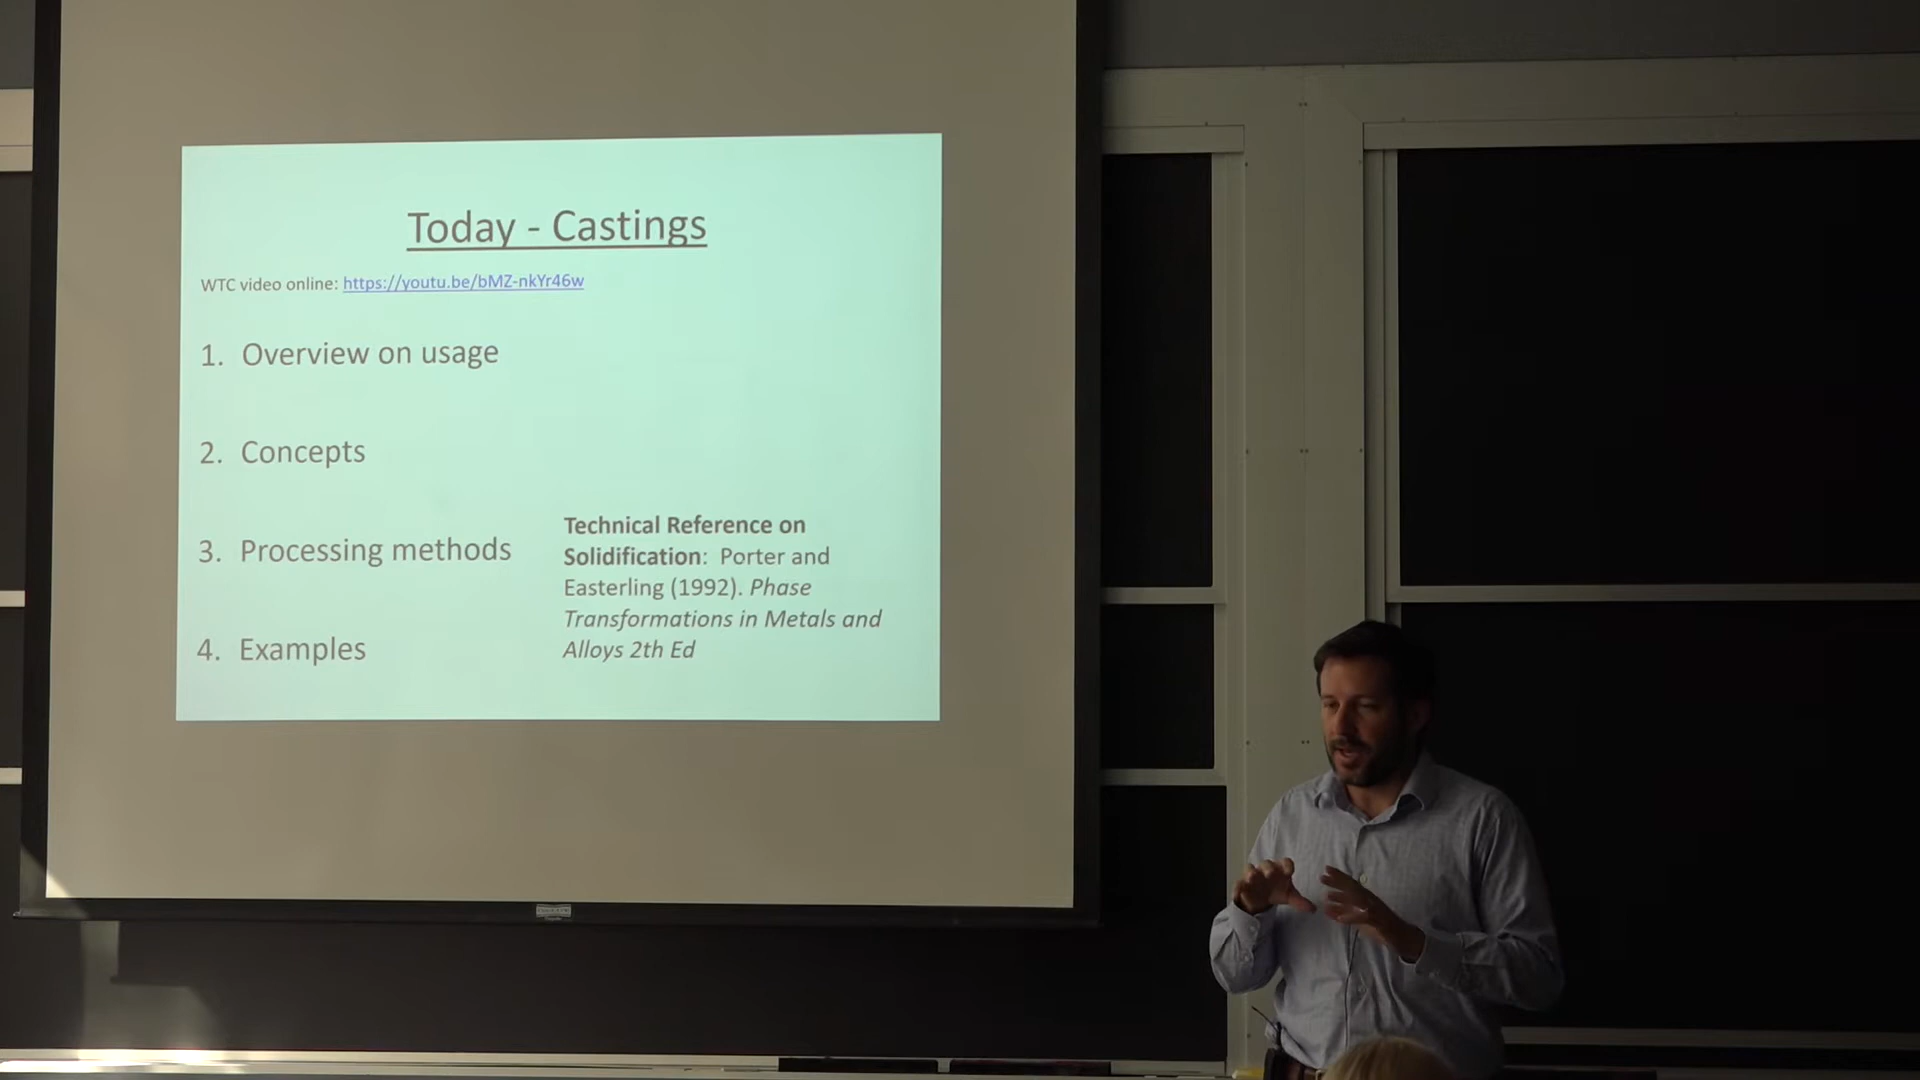 Today - Castings
WTC video online: https://youtu.be/bMZ-nkYr46w
1. Overview on usage
2. Concepts
3. Processing methods
4. Examples
Technical Reference on
Solidification: Porter and
Easterling (1992). Phase
Transformations in Metals and
Alloys 2th Ed